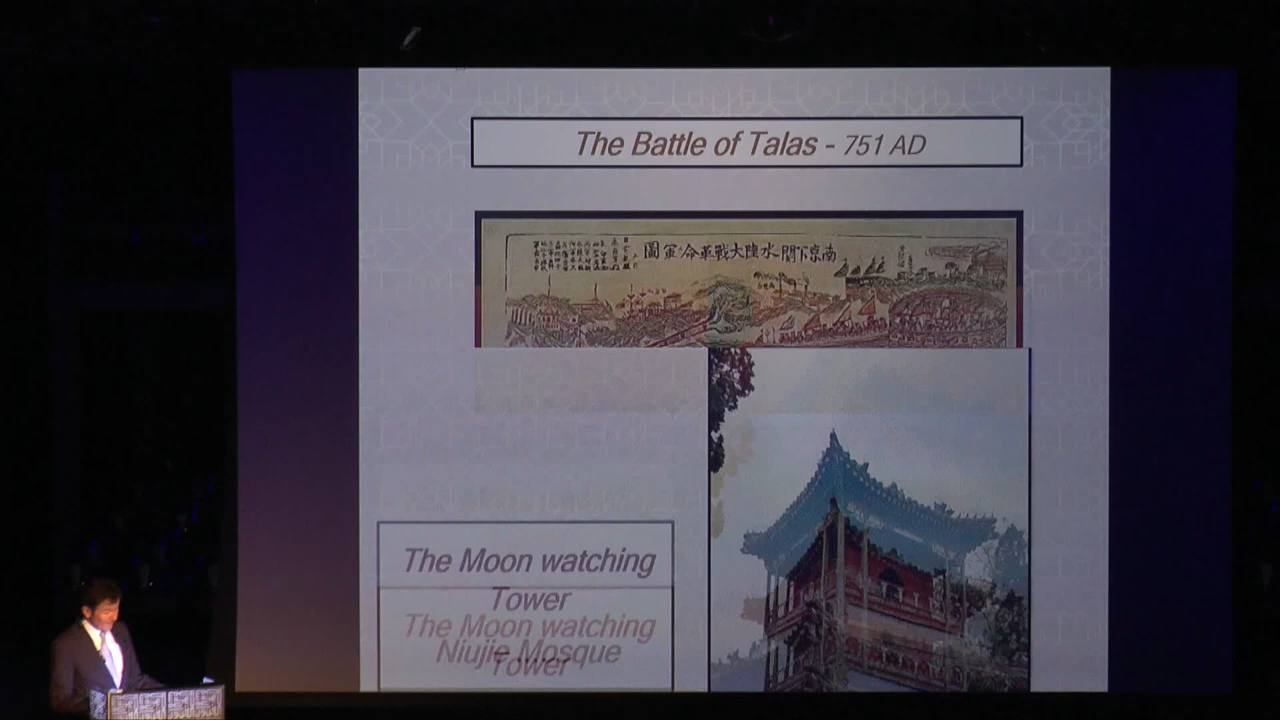 The Battle of Talas - 751 AD
南京下関水陸大戰革命軍圖
The Moon watching
Tower
The Moon watching
Niujie Mosque
Tower